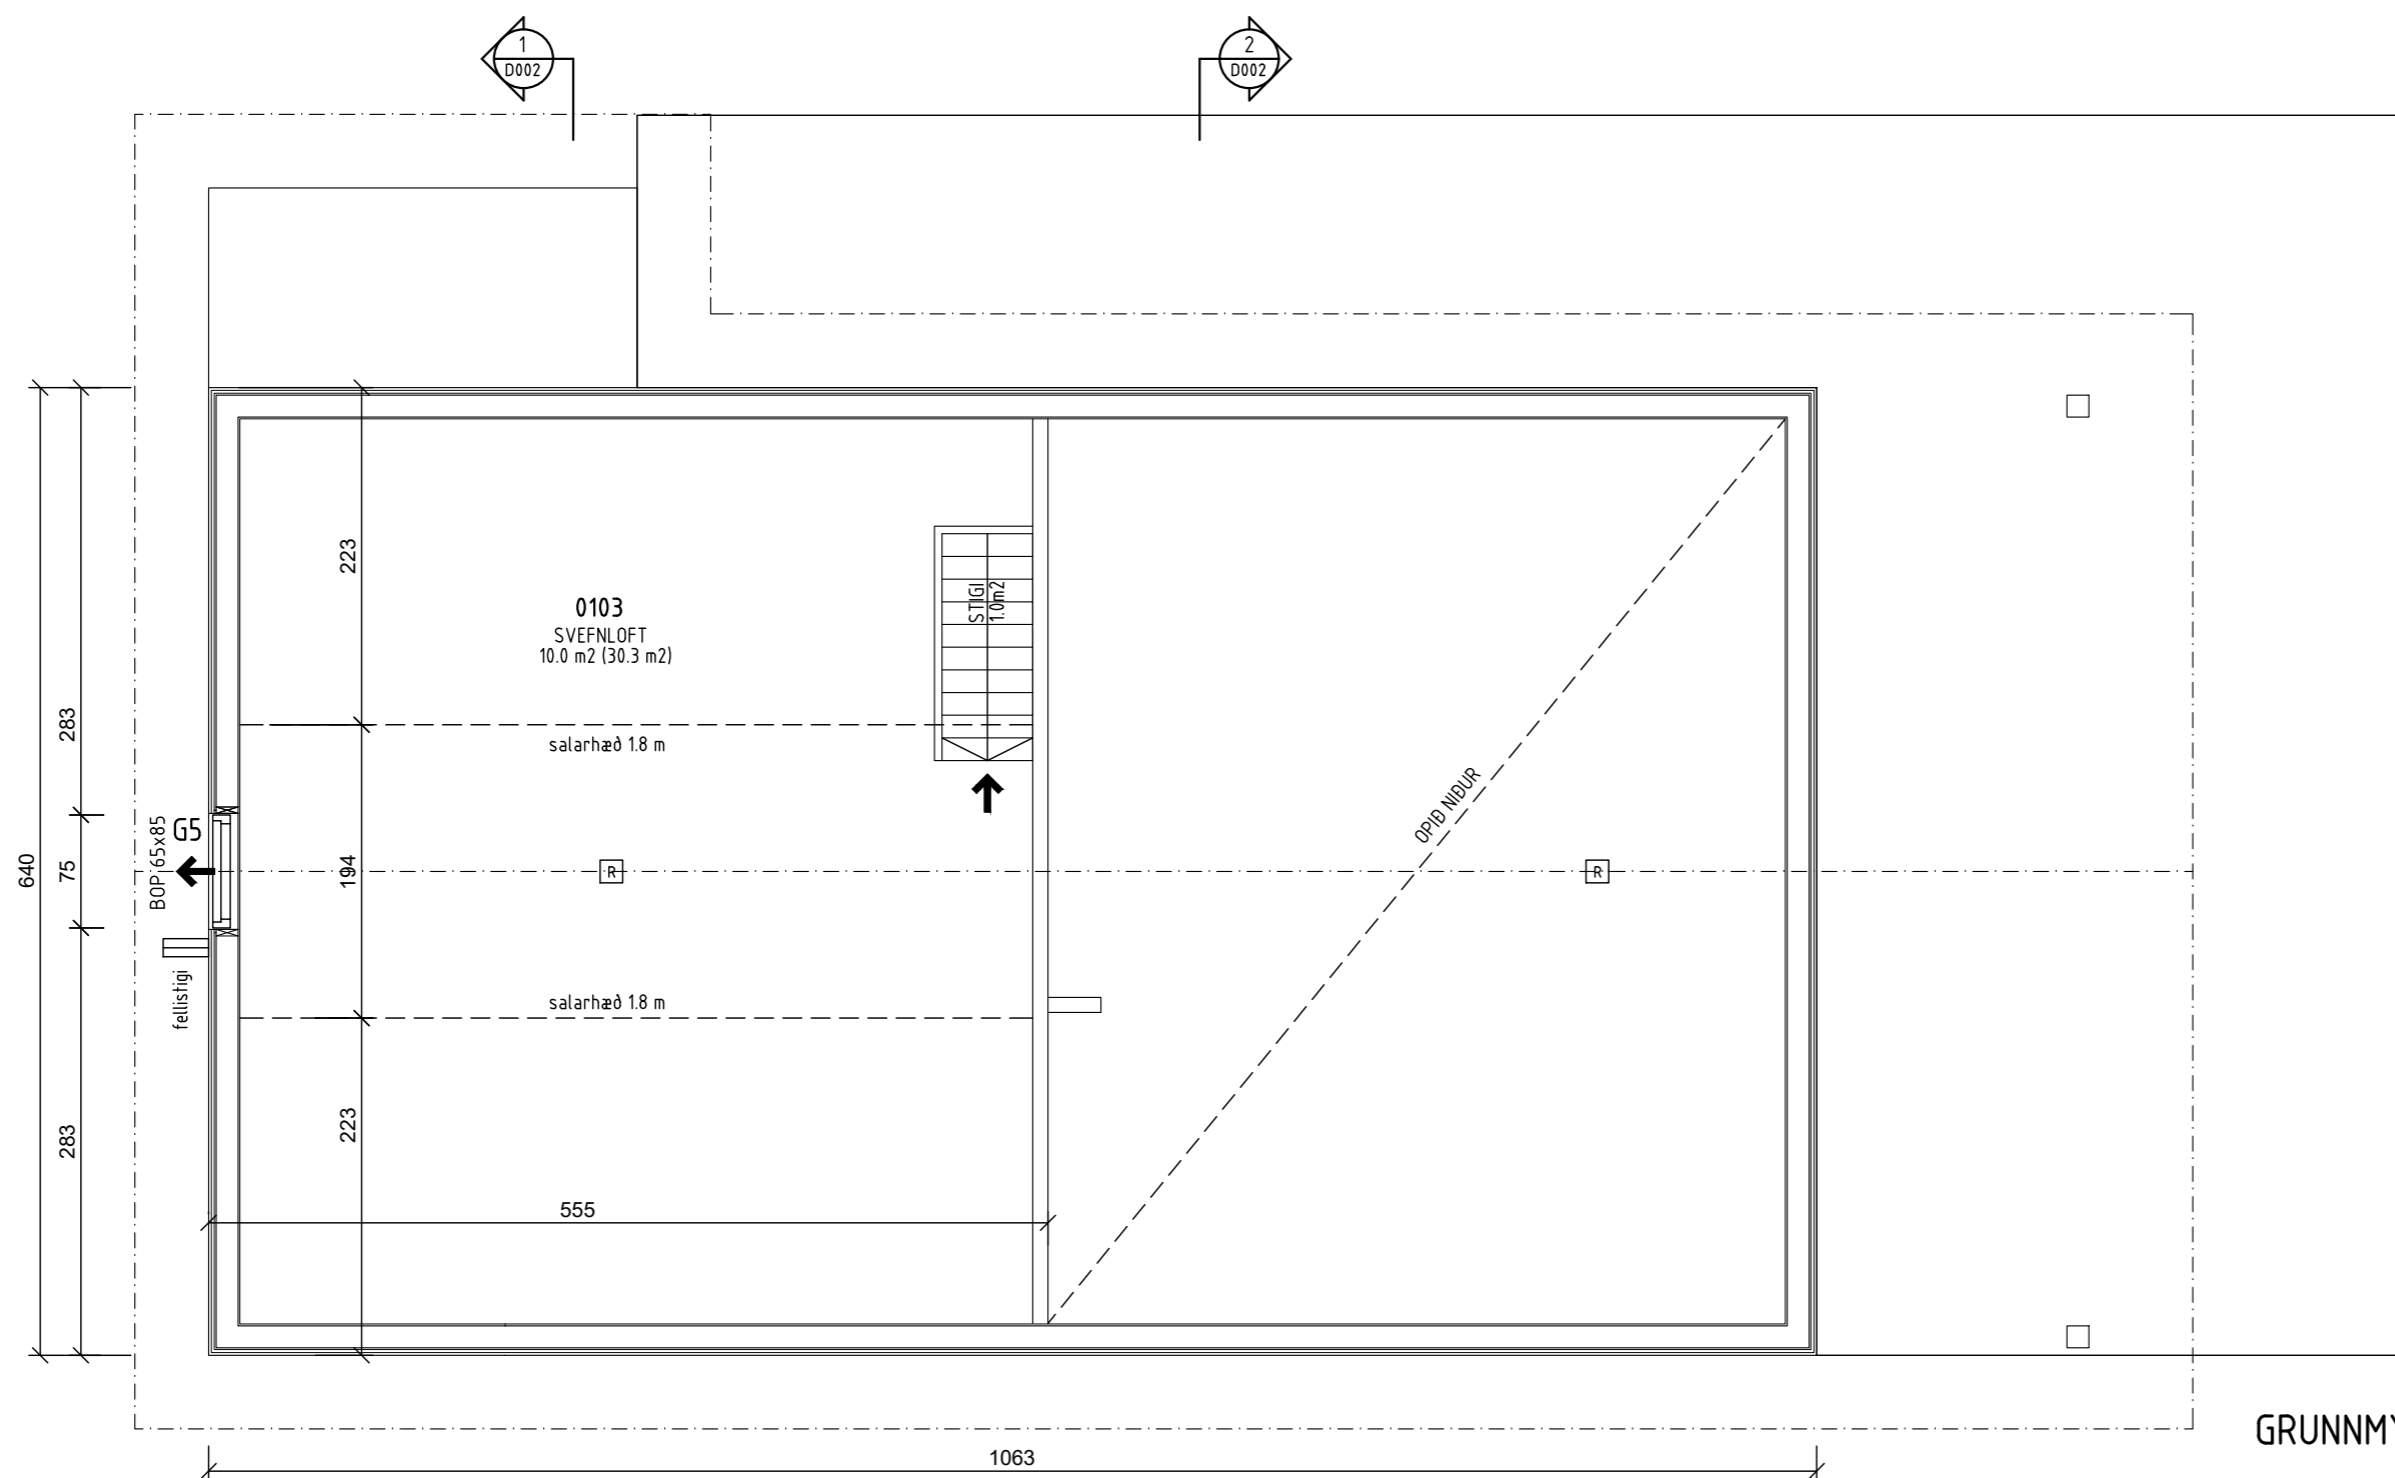 1
D002
2
D002
223
0103
SVEFNLOFT
10.0 m2 (30.3 m2)
STIGI
1.0m2
283
salarhæð 1.8 m
OPIÐ NIÐUR
BOP 65x85
G5
640
75
194
R
R
fellistigi
salarhæð 1.8 m
283
223
555
GRUNNMY
1063